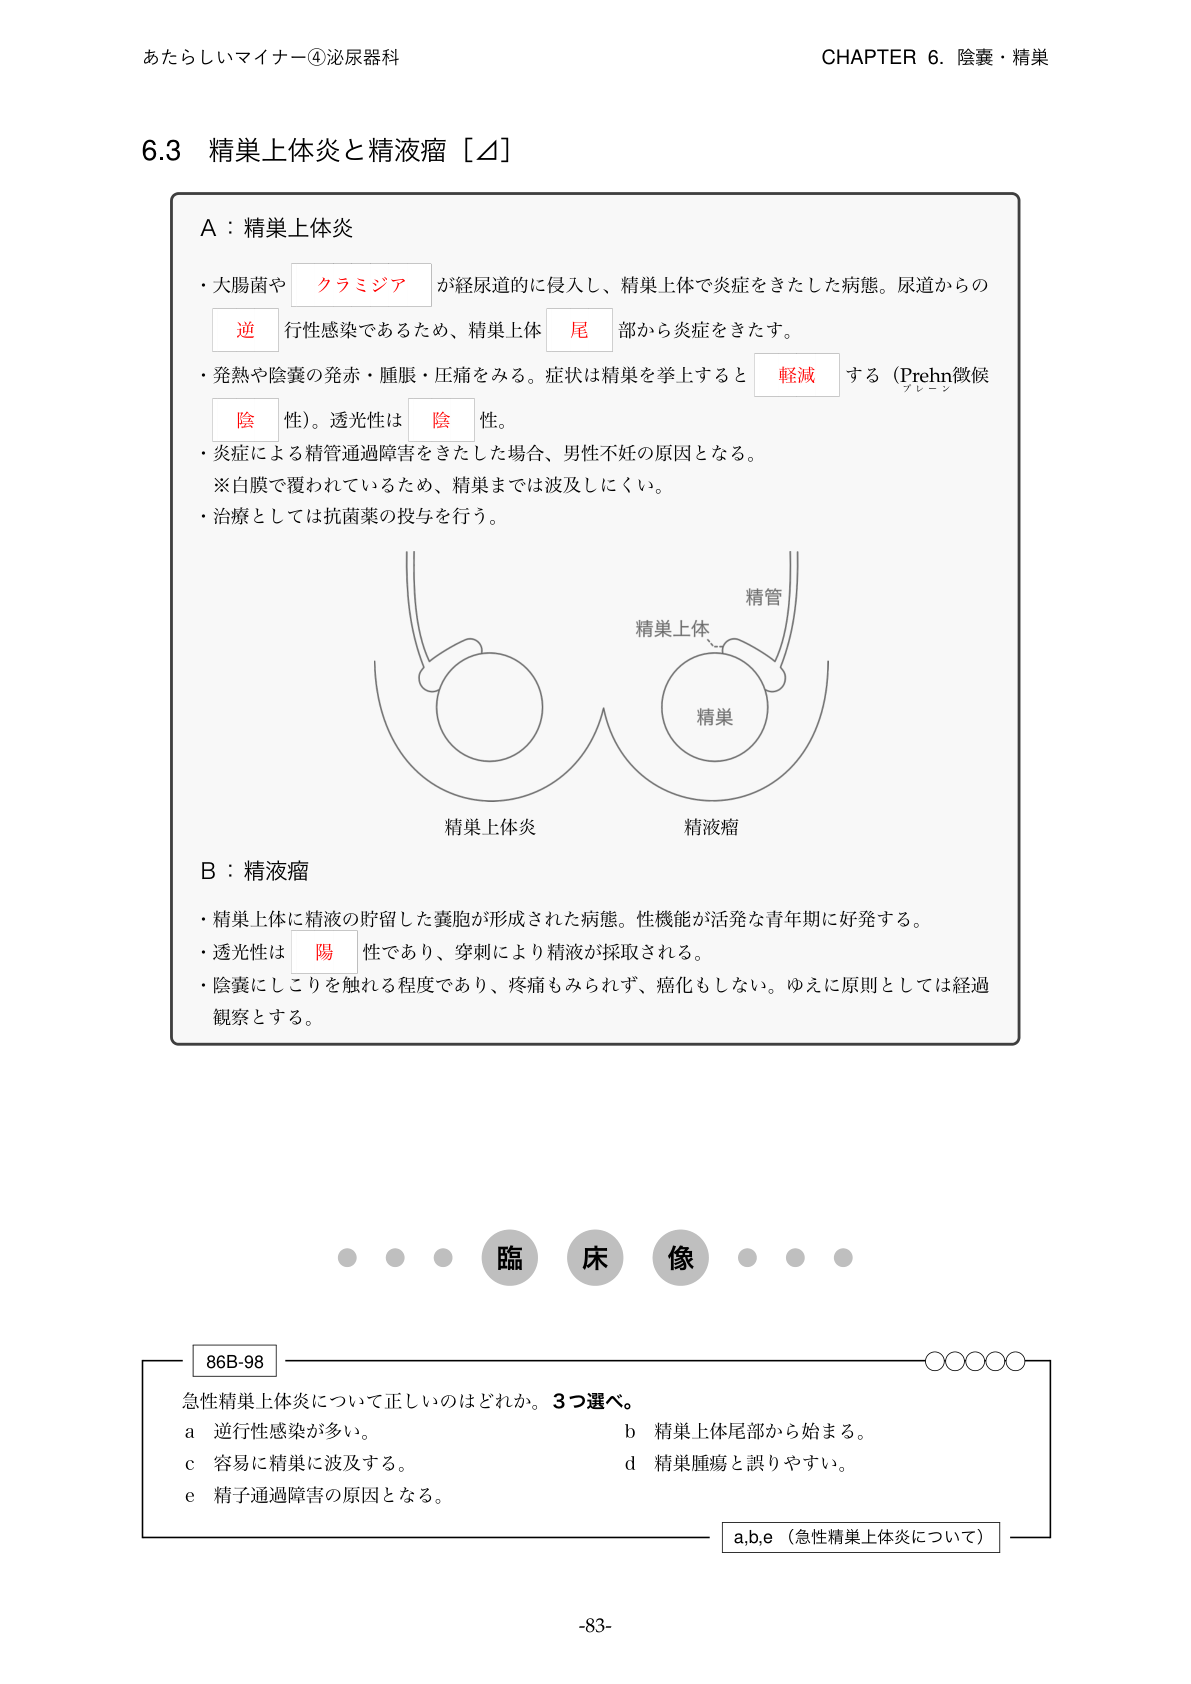 あたらしいマイナー④泌尿器科
CHAPTER 6. 陰嚢・精巣
6.3 精巣上体炎と精液瘤［⊿］
A：精巣上体炎
・大腸菌や クラミジア が経尿道的に侵入し、精巣上体で炎症をきたした病態。尿道からの
逆 行性感染であるため、精巣上体 尾 部から炎症をきたす。
・発熱や陰嚢の発赤・腫脹・圧痛をみる。症状は精巣を挙上すると 軽減 する（Prehn徴候
プレーン
陰 性）。透光性は 陰 性。
・炎症による精管通過障害をきたした場合、男性不妊の原因となる。
※白膜で覆われているため、精巣までは波及しにくい。
・治療としては抗菌薬の投与を行う。
精管
精巣上体
精巣
精巣上体炎
精液瘤
B：精液瘤
・精巣上体に精液の貯留した嚢胞が形成された病態。性機能が活発な青年期に好発する。
・透光性は 陽 性であり、穿刺により精液が採取される。
・陰嚢にしこりを触れる程度であり、疼痛もみられず、癌化もしない。ゆえに原則としては経過
観察とする。
臨床像
86B-98
急性精巣上体炎について正しいのはどれか。3つ選べ。
a 逆行性感染が多い。
b 精巣上体尾部から始まる。
c 容易に精巣に波及する。
d 精巣腫瘍と誤りやすい。
e 精子通過障害の原因となる。
a,b,e（急性精巣上体炎について）
-83-